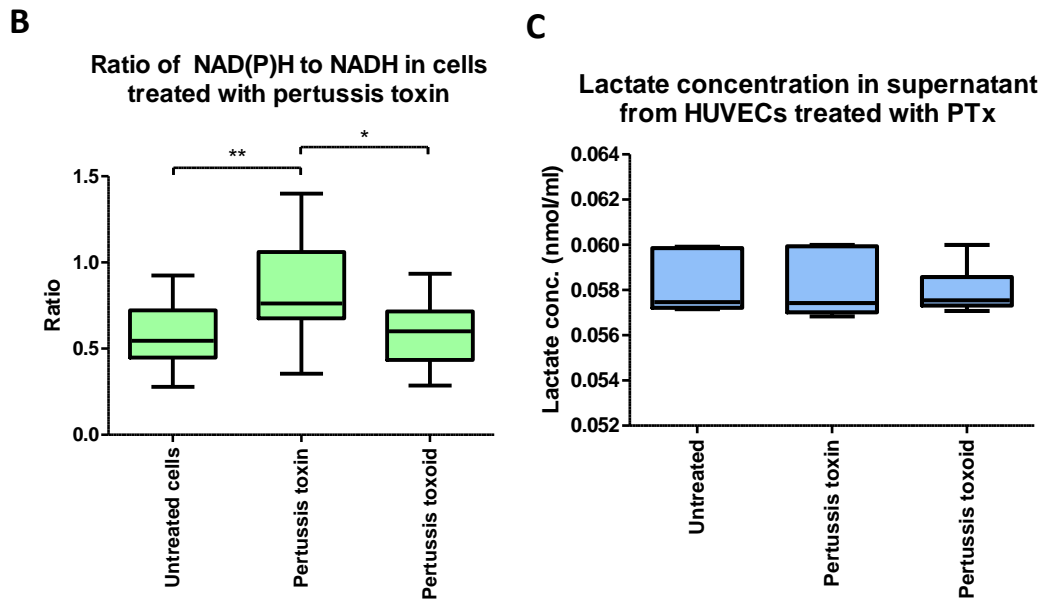 B
Ratio of NAD(P)H to NADH in cells
treated with pertussis toxin
**
*
1.5
1.0
0.5
0.0
Ratio
Untreated cells
Pertussis toxin
Pertussis toxoid
C
Lactate concentration in supernatant
from HUVECs treated with PTx
0.064
0.062
0.060
0.058
0.056
0.054
0.052
Lactate conc. (nmol/ml)
Untreated
Pertussis toxin
Pertussis toxoid